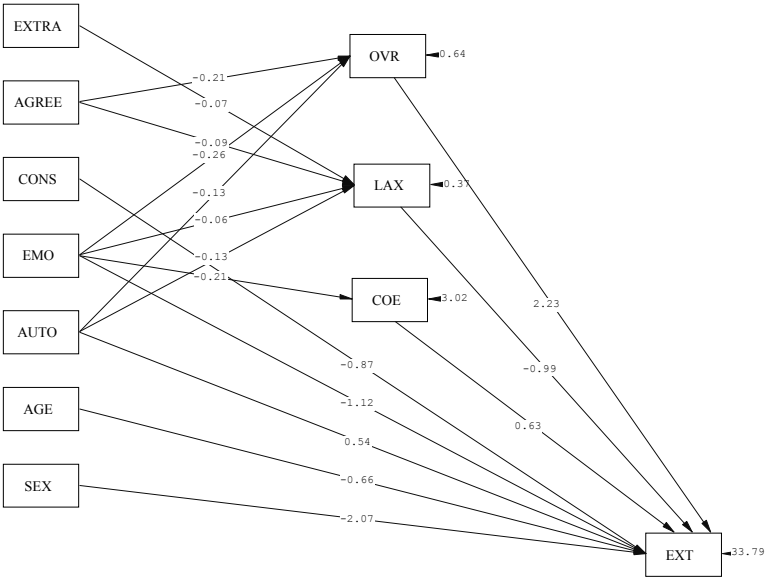 EXTRA
OVR
0.64
-0.21
AGREE
-0.07
-0.09
-0.26
CONS
LAX
0.37
-0.13
-0.06
EMO
-0.13
-0.21
COE
3.02
2.23
AUTO
-0.87
-0.99
-1.12
AGE
0.63
0.54
-0.66
SEX
-2.07
EXT
33.79